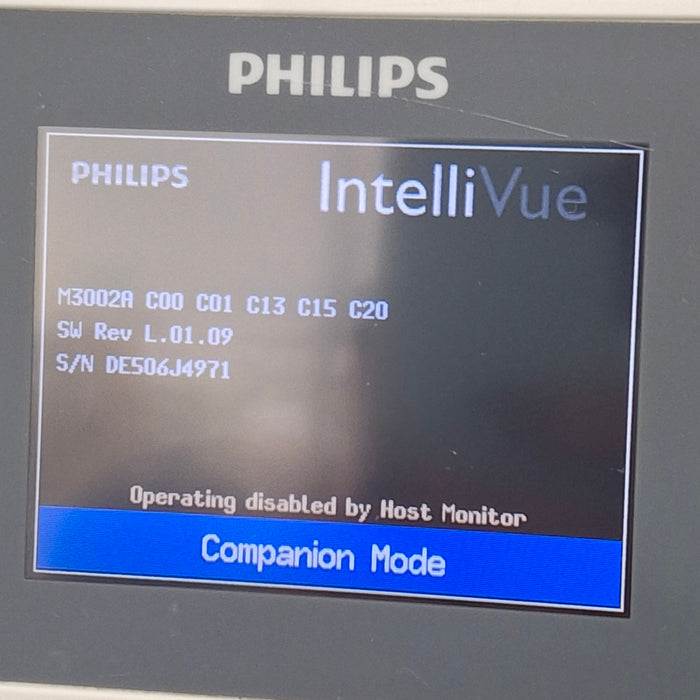 PHILIPS
PHILIPS IntelliVue
M3002A C00 C01 C13 C15 C20
SW Rev L.01.09
S/N DE506J4971
Operating disabled by Host Monitor
Companion Mode